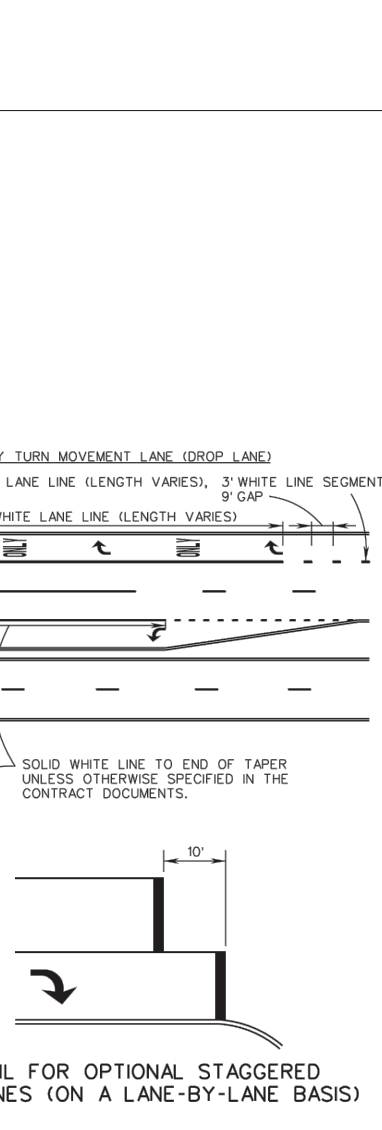 TURN MOVEMENT LANE (DROP LANE)
LANE LINE (LENGTH VARIES), 3' WHITE LINE SEGMENT
9' GAP
LANE LINE (LENGTH VARIES)
ONLY ONLY
SOLID WHITE LINE TO END OF TAPER
UNLESS OTHERWISE SPECIFIED IN THE
CONTRACT DOCUMENTS.
10'
FOR OPTIONAL STAGGERED
(ON A LANE-BY-LANE BASIS)